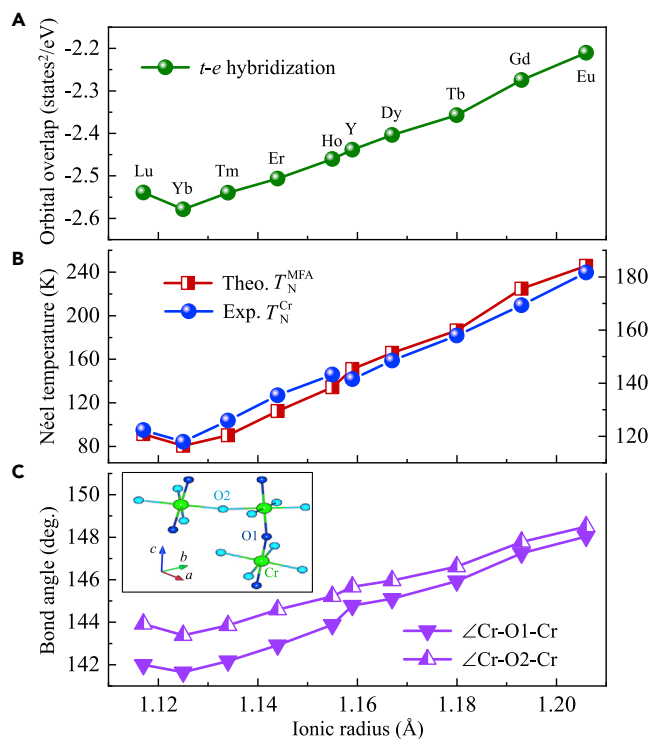 A
Orbital overlap (states²/eV)
-2.2
-2.3
-2.4
-2.5
-2.6
t-e hybridization
Lu
Yb
Tm
Er
Ho
Y
Dy
Tb
Gd
Eu
B
Néel temperature (K)
240
200
160
120
80
Theo. T_N^MFA
Exp. T_N^Cr
180
160
140
120
C
Bond angle (deg.)
150
148
146
144
142
O2
O1
Cr
c
b
a
∠Cr-O1-Cr
∠Cr-O2-Cr
1.12
1.14
1.16
1.18
1.20
Ionic radius (Å)